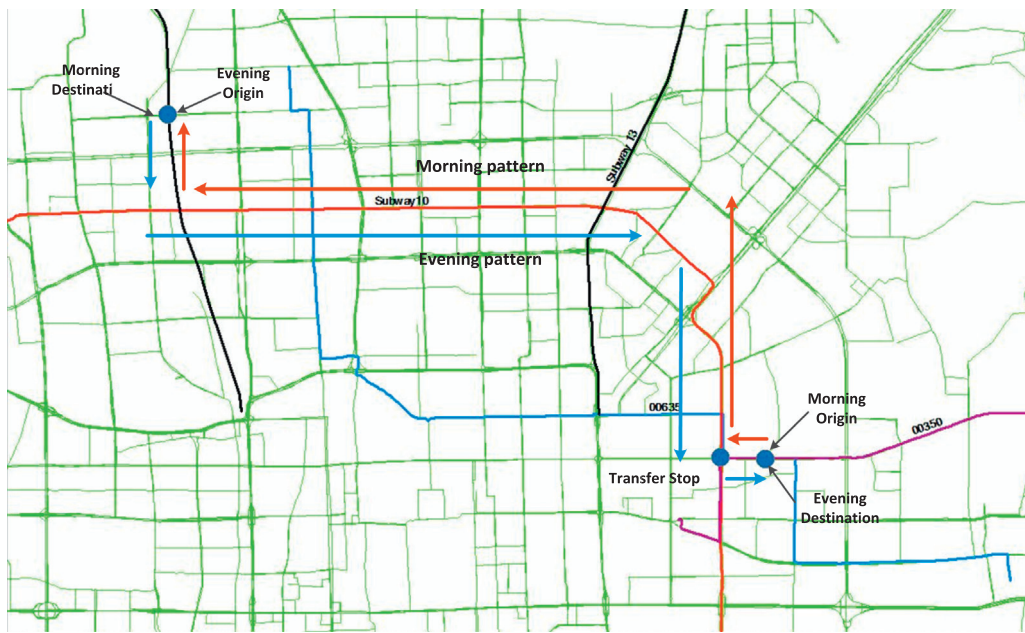 Morning
Destinati
Evening
Origin
Morning pattern
Subway 13
Subway10
Evening pattern
Morning
Origin
00635
00350
Transfer Stop
Evening
Destination